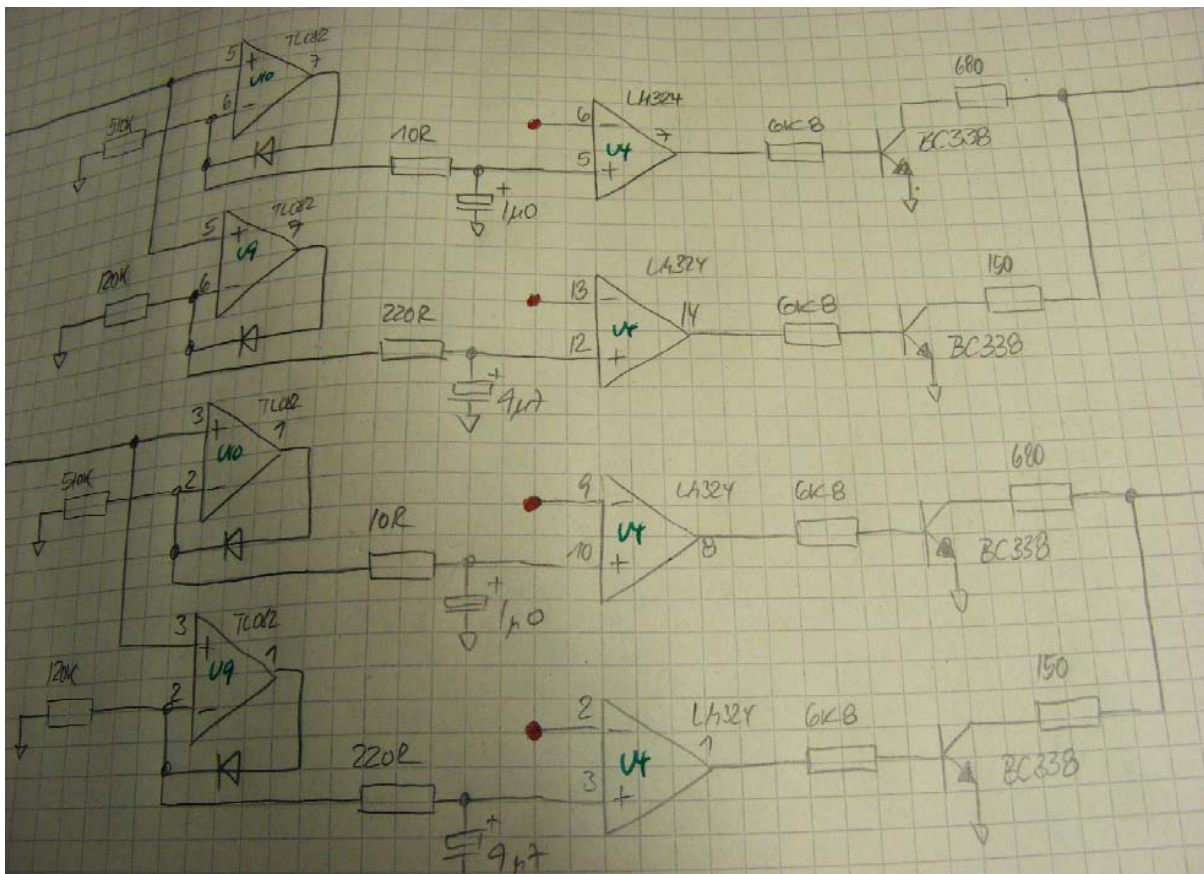 TL082
5 + 7
U10
6 -
510K
10R
+
1µ0
LM324
6 - 7
U4
5 +
6K8
680
BC338
TL082
5 + 7
U9
6 -
120K
220R
+
4µ7
LM324
13 - 14
U4
12 +
6K8
150
BC338
TL082
3 + 1
U10
2 -
510K
10R
+
1µ0
LM324
9 -
U4
10 + 8
6K8
680
BC338
TL082
3 + 1
U9
2 -
120K
220R
+
4µ7
LM324
2 - 1
U4
3 +
6K8
150
BC338